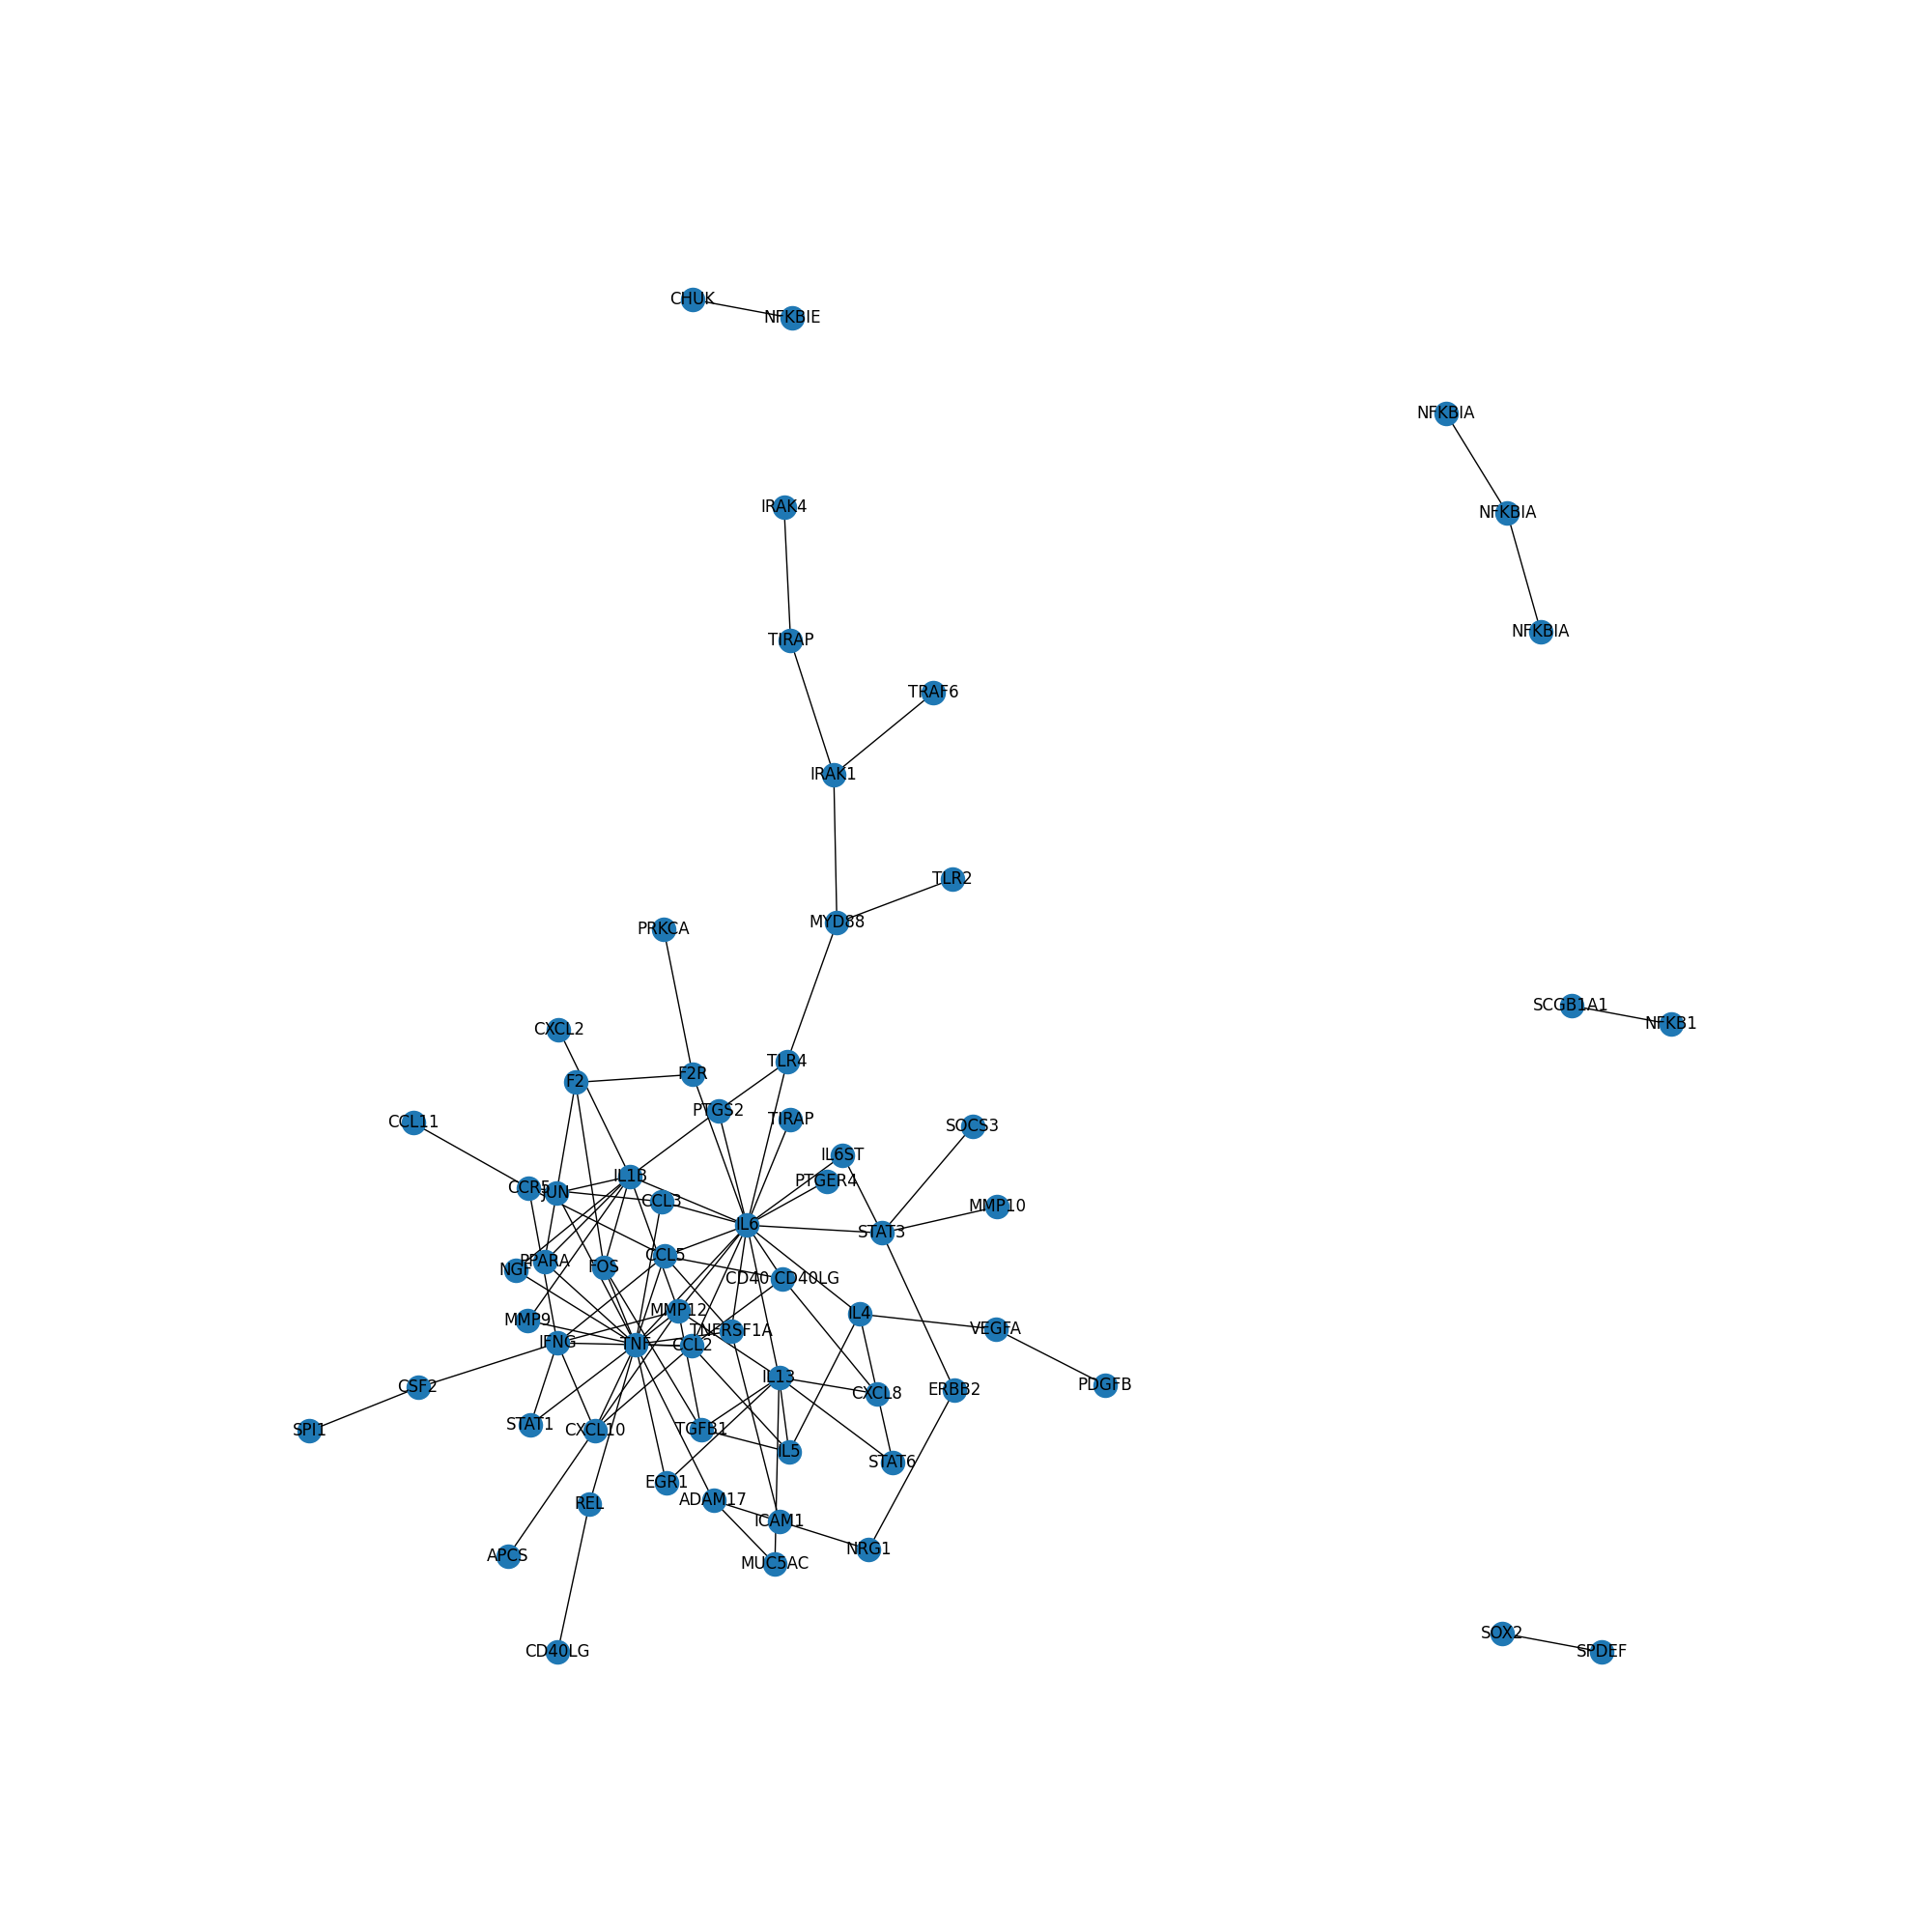 CHUK
NFKBIE
NFKBIA
IRAK4
NFKBIA
NFKBIA
TIRAP
TRAF6
IRAK1
TLR2
MYD88
PRKCA
SCGB1A1
NFKB1
CXCL2
TLR4
F2R
F2
PTGS2
TIRAP
CCL11
SOCS3
IL6ST
IL1B
PTGER4
CCR5
JUN
CCL3
MMP10
IL6
STAT3
CCL5
PPARA
FOS
NGF
CD40 CD40LG
MMP12
IL4
MMP9
VEGFA
TNFRSF1A
IFNG
TNF
CCL2
IL13
PDGFB
CSF2
ERBB2
CXCL8
STAT1
TGFB1
SPI1
CXCL10
IL5
STAT6
EGR1
ADAM17
REL
ICAM1
NRG1
APCS
MUC5AC
SOX2
CD40LG
SPDEF